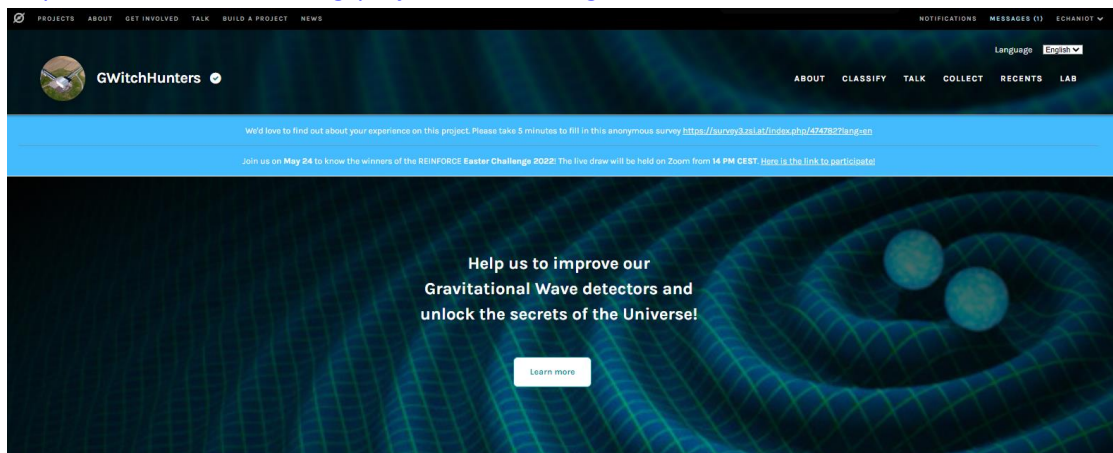 PROJECTS ABOUT GET INVOLVED TALK BUILD A PROJECT NEWS NOTIFICATIONS MESSAGES (1) ECHANIOT
Language English
GWitchHunters ABOUT CLASSIFY TALK COLLECT RECENTS LAB
We'd love to find out about your experience on this project. Please take 5 minutes to fill in this anonymous survey https://survey3.zsi.at/index.php/474782?lang=en
Join us on May 24 to know the winners of the REINFORCE Easter Challenge 2022! The live draw will be held on Zoom from 14 PM CEST. Here is the link to participate!
Help us to improve our
Gravitational Wave detectors and
unlock the secrets of the Universe!
Learn more